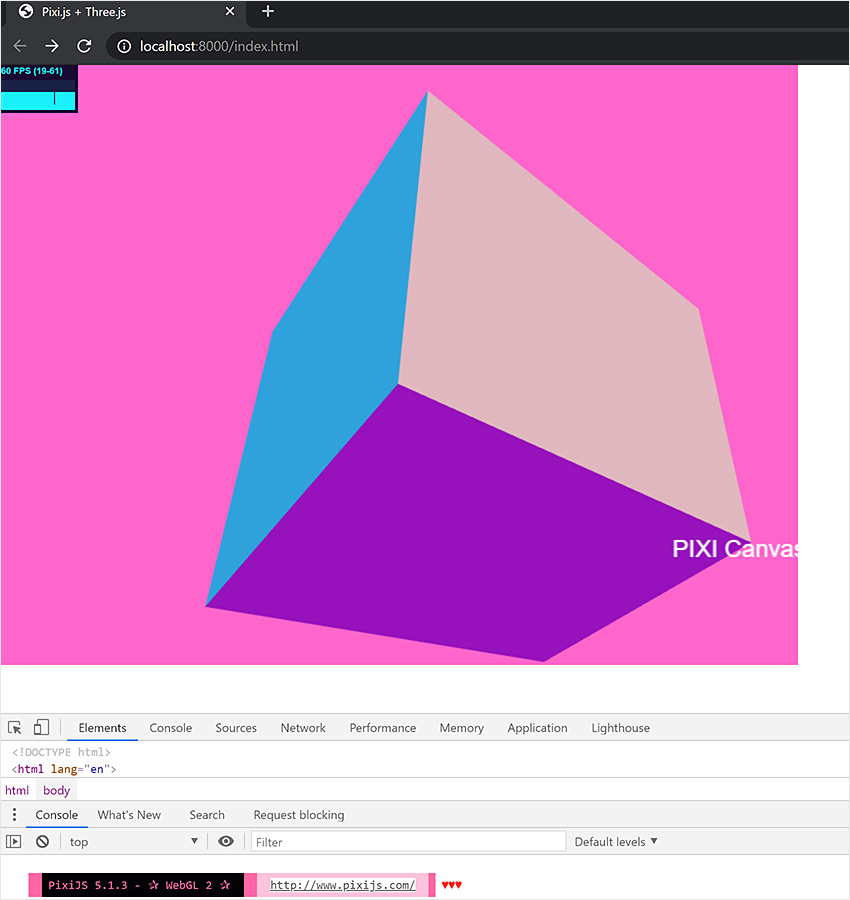 Pixi.js + Three.js
localhost:8000/index.html
60 FPS (19-61)
PIXI Canvas
Elements Console Sources Network Performance Memory Application Lighthouse
<!DOCTYPE html>
<html lang="en">
html body
Console What's New Search Request blocking
top Filter Default levels
PixiJS 5.1.3 - ✰ WebGL 2 ✰ http://www.pixijs.com/ ♥♥♥